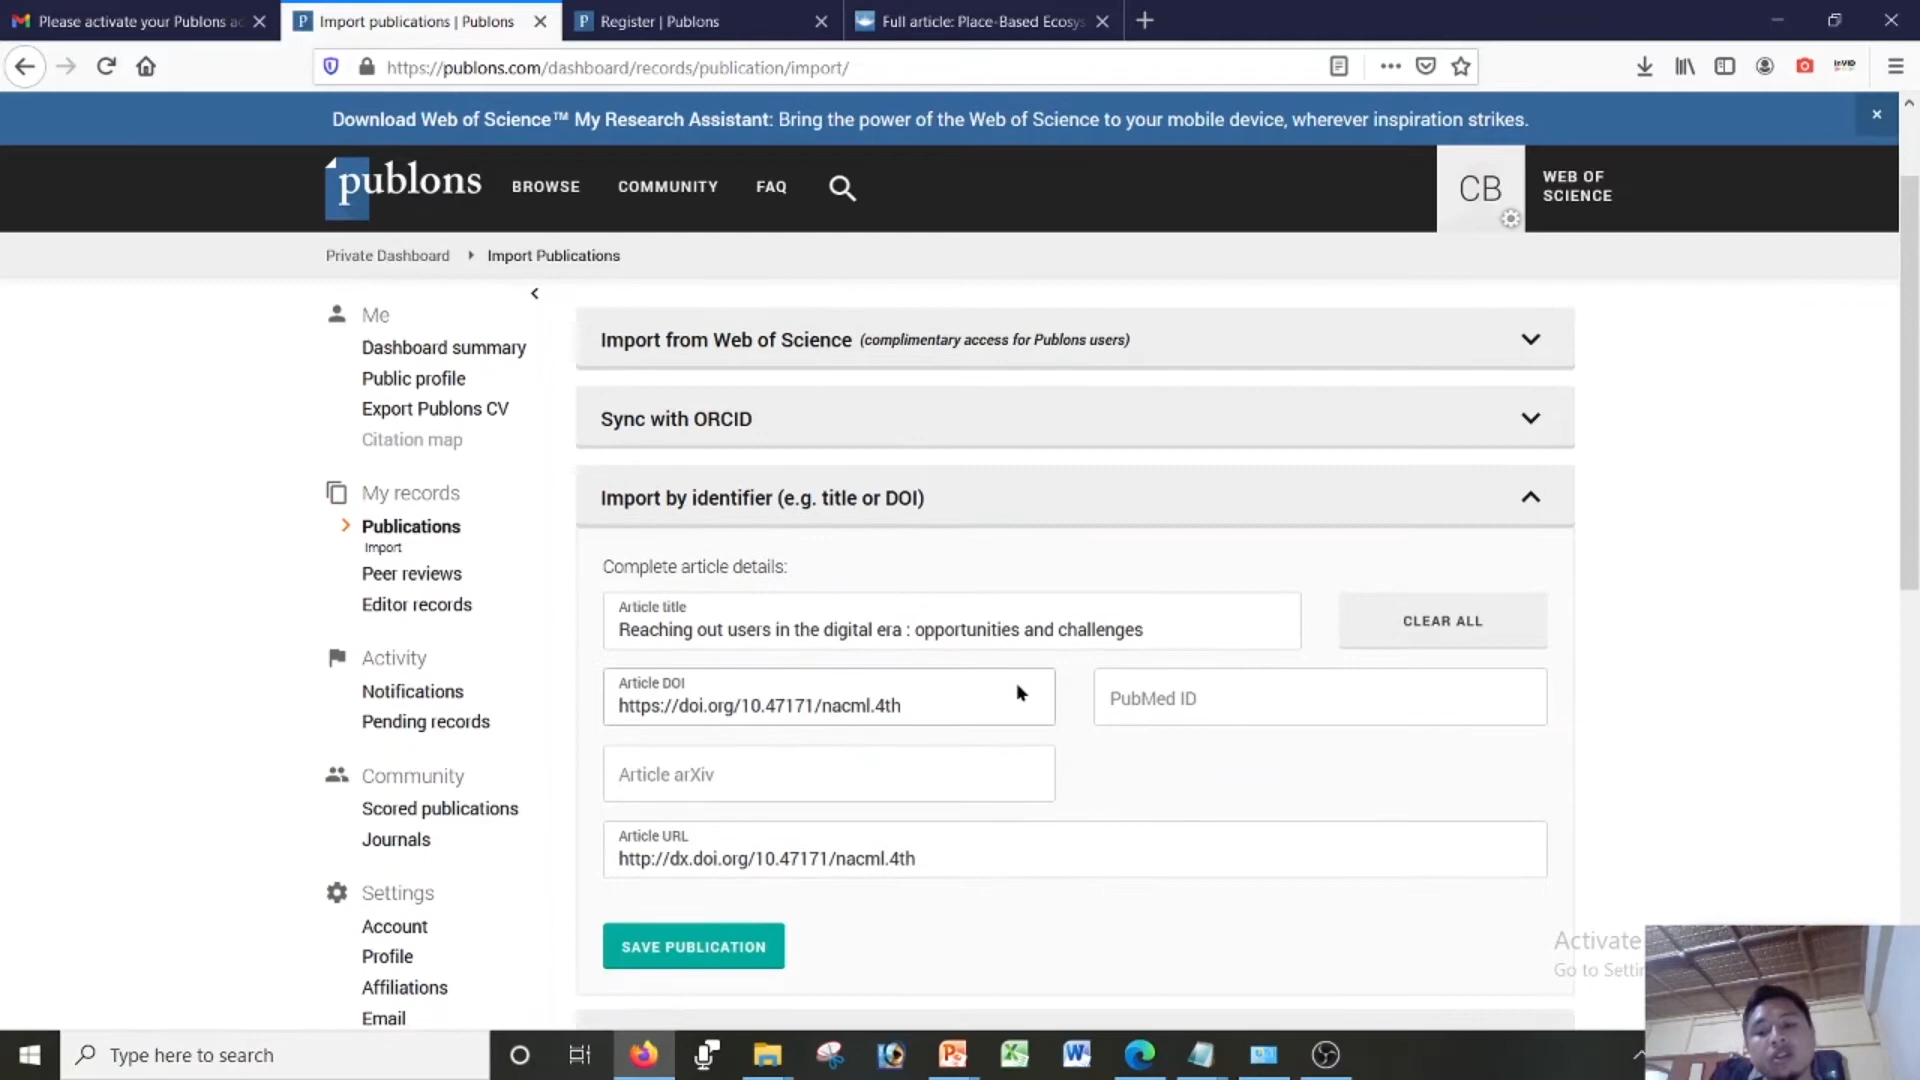 Please activate your Publons ac
Import publications | Publons
Register | Publons
Full article: Place-Based Ecosys
https://publons.com/dashboard/records/publication/import/
Download Web of Science™ My Research Assistant: Bring the power of the Web of Science to your mobile device, wherever inspiration strikes.
publons
BROWSE
COMMUNITY
FAQ
CB
WEB OF
SCIENCE
Private Dashboard
Import Publications
Me
Dashboard summary
Public profile
Export Publons CV
Citation map
My records
Publications
Import
Peer reviews
Editor records
Activity
Notifications
Pending records
Community
Scored publications
Journals
Settings
Account
Profile
Affiliations
Email
Import from Web of Science (complimentary access for Publons users)
Sync with ORCID
Import by identifier (e.g. title or DOI)
Complete article details:
Article title
Reaching out users in the digital era : opportunities and challenges
CLEAR ALL
Article DOI
https://doi.org/10.47171/nacml.4th
PubMed ID
Article arXiv
Article URL
http://dx.doi.org/10.47171/nacml.4th
SAVE PUBLICATION
Activate
Go to Settin
Type here to search